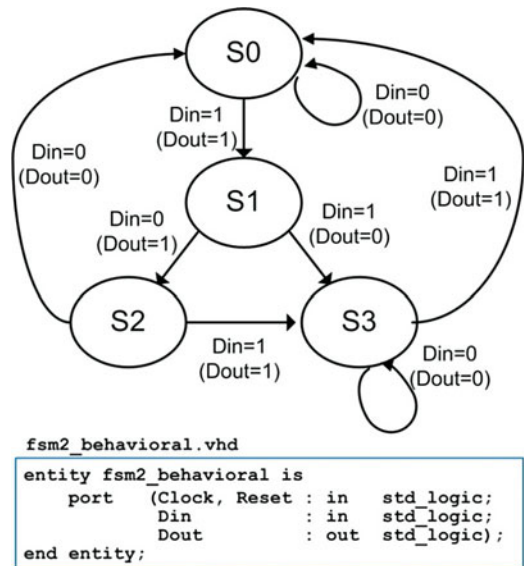 S0
Din=0
(Dout=0)
Din=1
(Dout=1)
Din=0
(Dout=0)
Din=1
(Dout=1)
S1
Din=0
(Dout=1)
Din=1
(Dout=0)
S2
S3
Din=1
(Dout=1)
Din=0
(Dout=0)
fsm2_behavioral.vhd
entity fsm2_behavioral is
port (Clock, Reset : in std_logic;
Din : in std_logic;
Dout : out std_logic);
end entity;